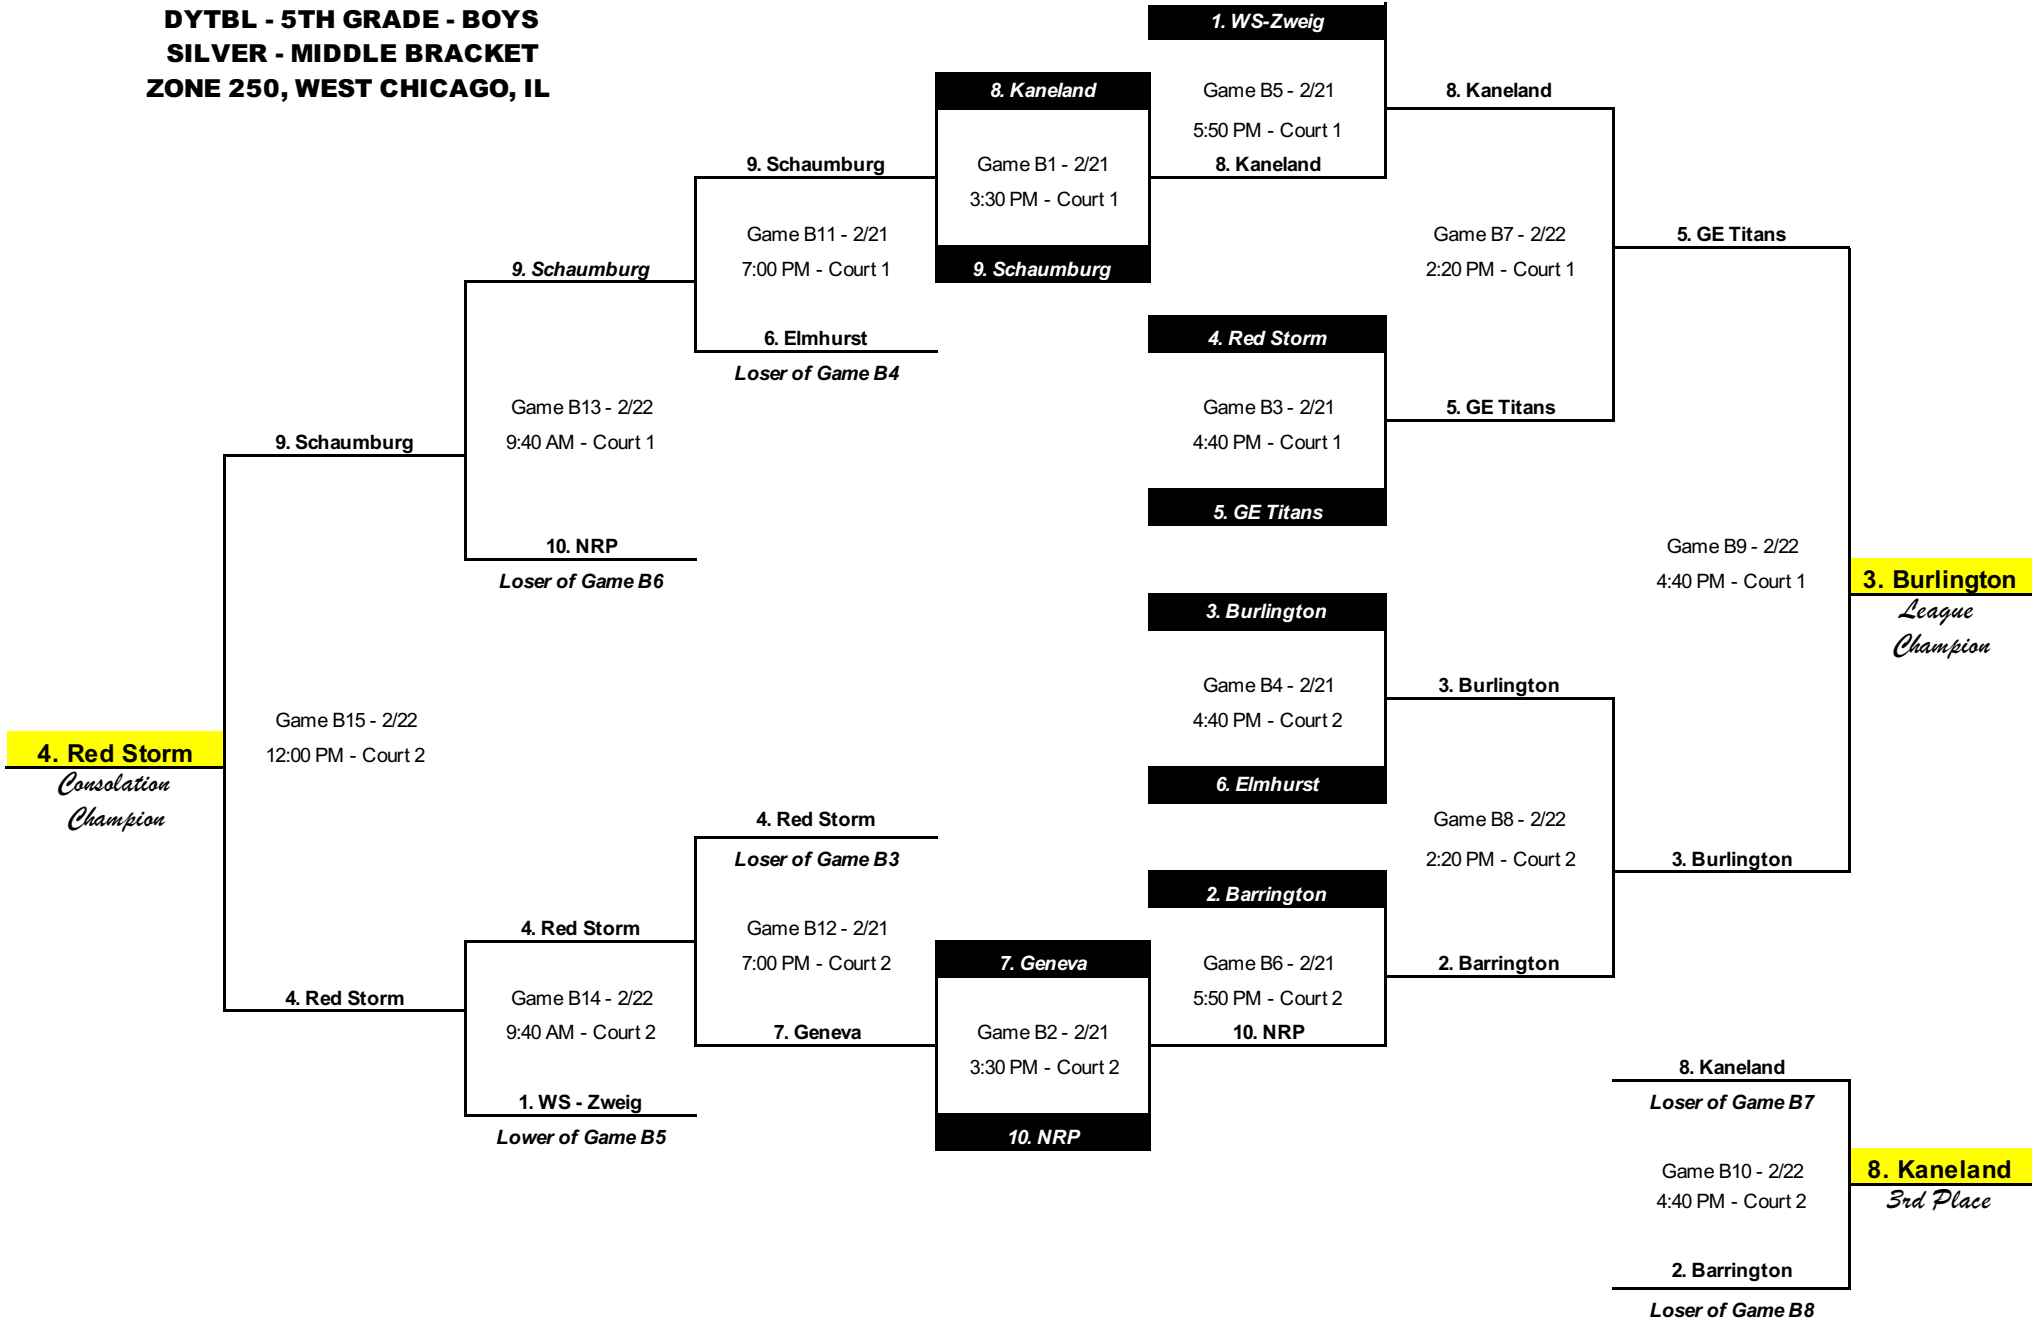 DYTBL - 5TH GRADE - BOYS
SILVER - MIDDLE BRACKET
ZONE 250, WEST CHICAGO, IL
1. WS-Zweig
8. Kaneland
Game B5 - 2/21
8. Kaneland
5:50 PM - Court 1
9. Schaumburg
Game B1 - 2/21
8. Kaneland
3:30 PM - Court 1
Game B11 - 2/21
Game B7 - 2/22
5. GE Titans
9. Schaumburg
7:00 PM - Court 1
9. Schaumburg
2:20 PM - Court 1
6. Elmhurst
4. Red Storm
Loser of Game B4
Game B13 - 2/22
Game B3 - 2/21
5. GE Titans
9. Schaumburg
9:40 AM - Court 1
4:40 PM - Court 1
5. GE Titans
10. NRP
Game B9 - 2/22
Loser of Game B6
4:40 PM - Court 1
3. Burlington
3. Burlington
League
Champion
Game B4 - 2/21
3. Burlington
Game B15 - 2/22
4:40 PM - Court 2
4. Red Storm
12:00 PM - Court 2
Consolation
6. Elmhurst
Champion
4. Red Storm
Game B8 - 2/22
Loser of Game B3
2:20 PM - Court 2
3. Burlington
2. Barrington
4. Red Storm
Game B12 - 2/21
7:00 PM - Court 2
7. Geneva
Game B6 - 2/21
2. Barrington
4. Red Storm
Game B14 - 2/22
5:50 PM - Court 2
9:40 AM - Court 2
7. Geneva
Game B2 - 2/21
10. NRP
3:30 PM - Court 2
8. Kaneland
1. WS - Zweig
Loser of Game B7
Lower of Game B5
10. NRP
Game B10 - 2/22
8. Kaneland
4:40 PM - Court 2
3rd Place
2. Barrington
Loser of Game B8